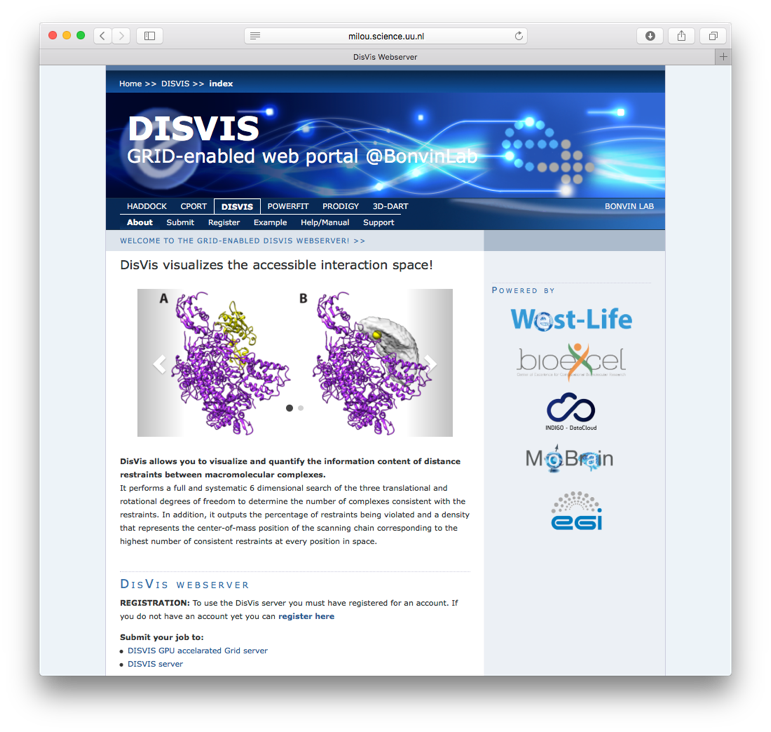 milou.science.uu.nl
DisVis Webserver
Home >> DISVIS >> index
DISVIS
GRID-enabled web portal @BonvinLab
HADDOCK CPORT DISVIS POWERFIT PRODIGY 3D-DART BONVIN LAB
About Submit Register Example Help/Manual Support
WELCOME TO THE GRID-ENABLED DISVIS WEBSERVER! >>
DisVis visualizes the accessible interaction space!
POWERED BY
A B
West-Life
bioexcel
INDIGO - DataCloud
MoBrain
egi
DisVis allows you to visualize and quantify the information content of distance
restraints between macromolecular complexes.
It performs a full and systematic 6 dimensional search of the three translational and
rotational degrees of freedom to determine the number of complexes consistent with the
restraints. In addition, it outputs the percentage of restraints being violated and a density
that represents the center-of-mass position of the scanning chain corresponding to the
highest number of consistent restraints at every position in space.
DISVIS WEBSERVER
REGISTRATION: To use the DisVis server you must have registered for an account. If
you do not have an account yet you can register here
Submit your job to:
• DISVIS GPU accelarated Grid server
• DISVIS server